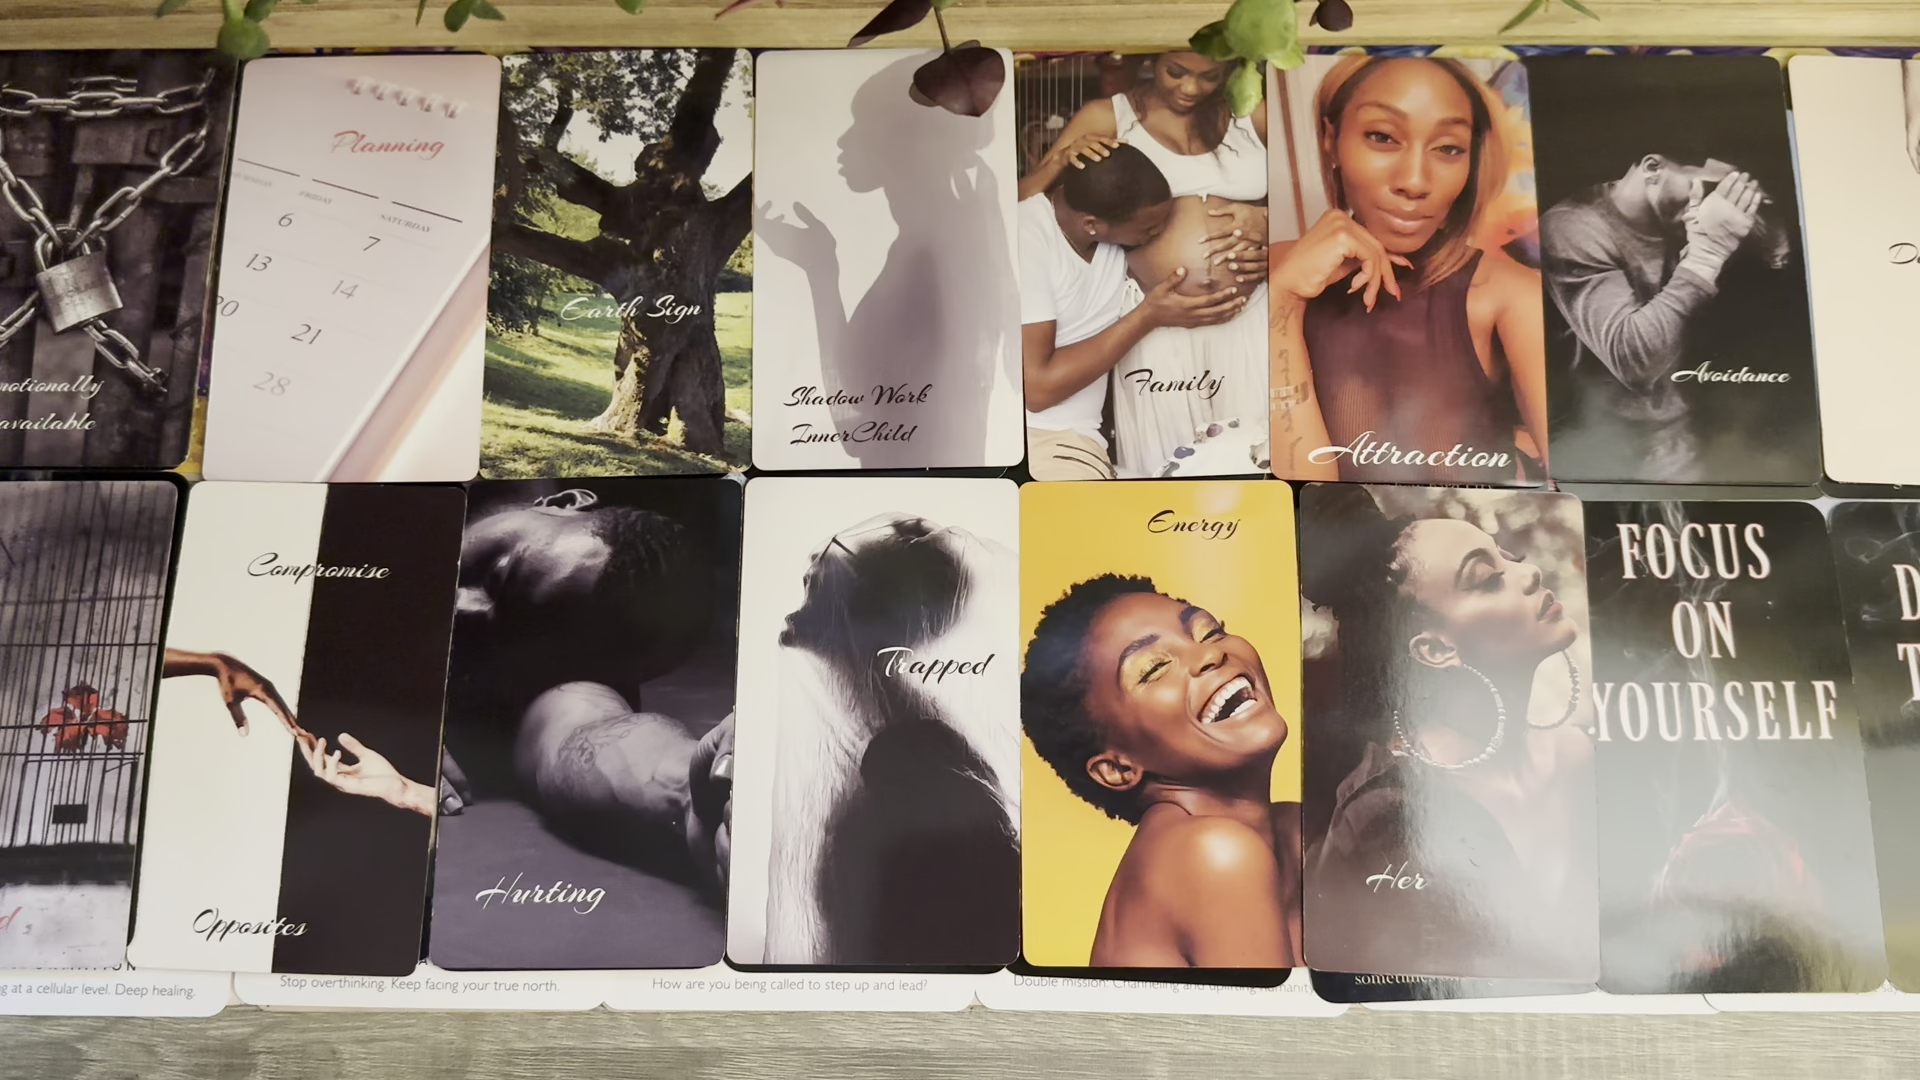 Planning
FRIDAY
SATURDAY
6
7
13
14
20
21
28
Earth Sign
Shadow Work
InnerChild
Family
Attraction
Avoidance
Compromise
Opposites
Hurting
Trapped
Energy
Her
FOCUS
ON
YOURSELF
at a cellular level. Deep healing.
Stop overthinking. Keep facing your true north.
How are you being called to step up and lead?
Double mission. Channeling and uplifting humanity